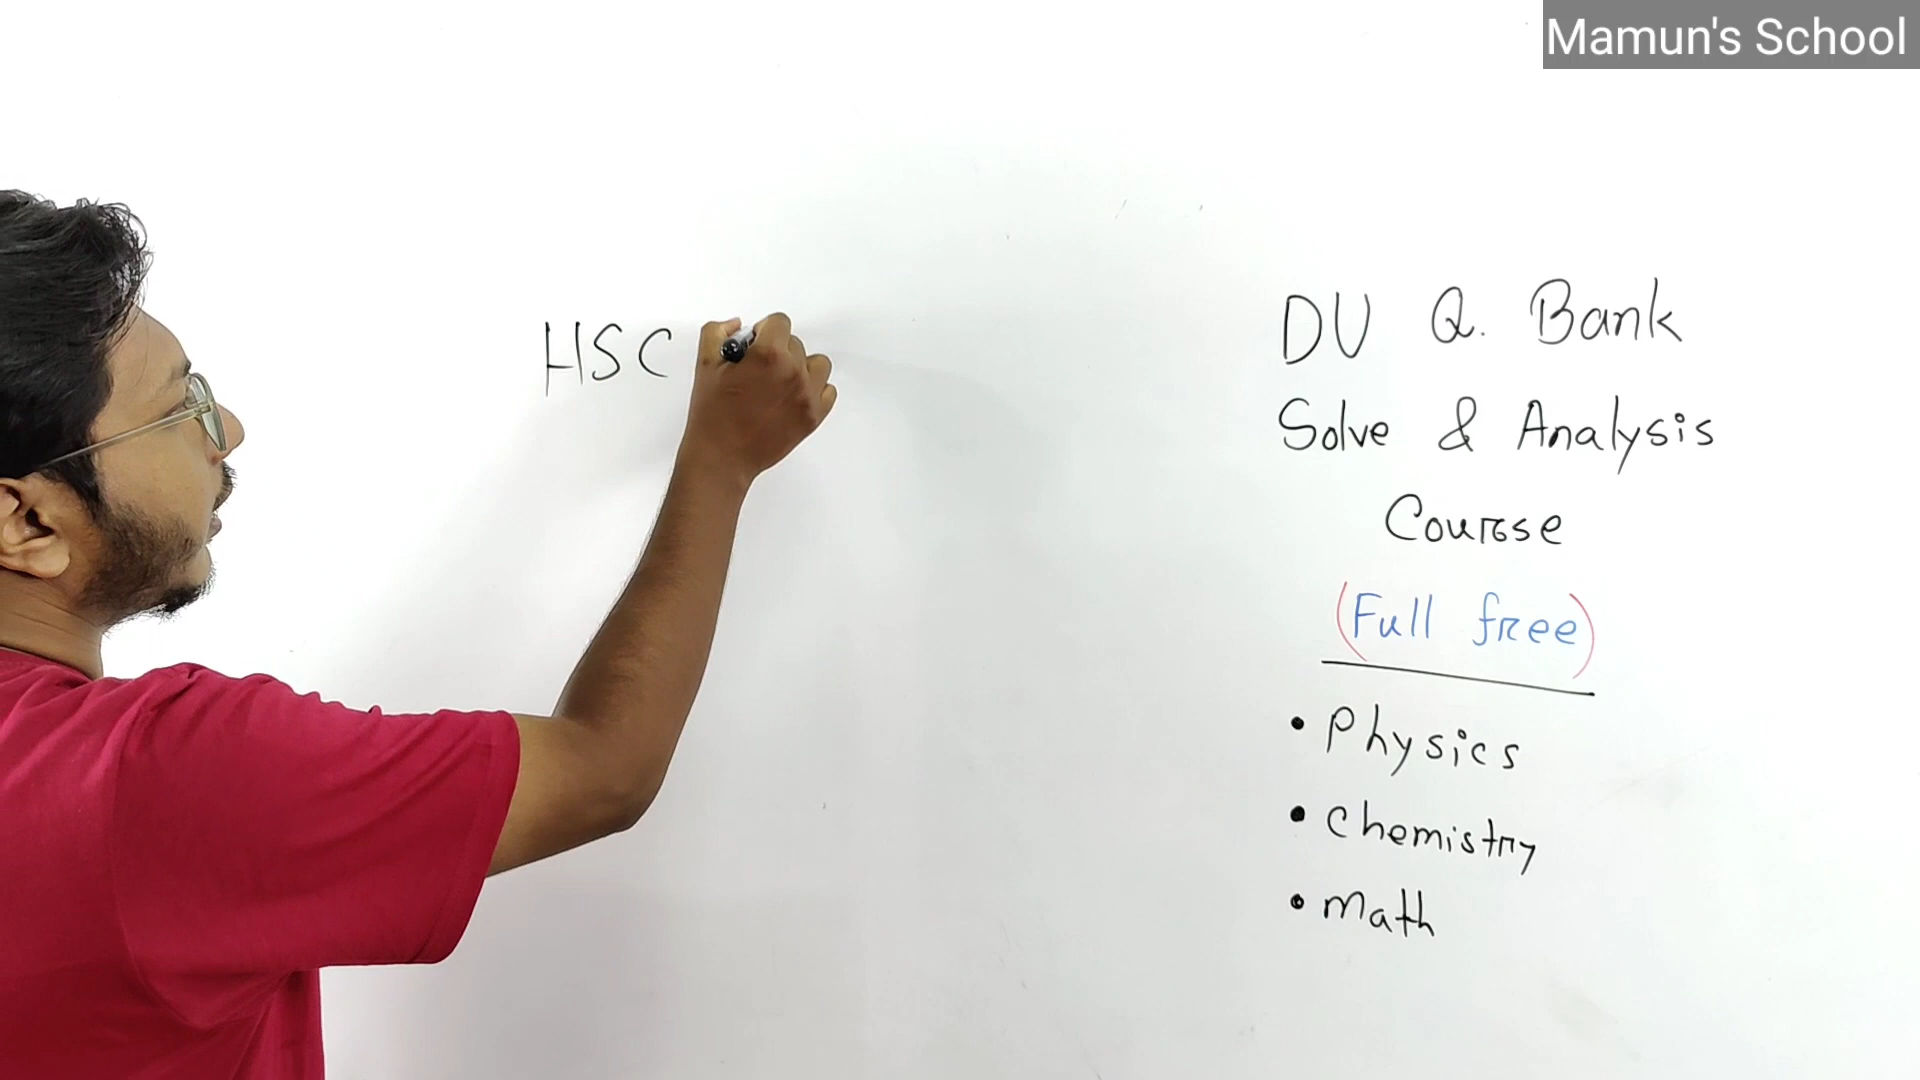 Mamun's School
HSC
DU Q. Bank
Solve & Analysis
Course
(Full free)
• Physics
• Chemistry
• Math